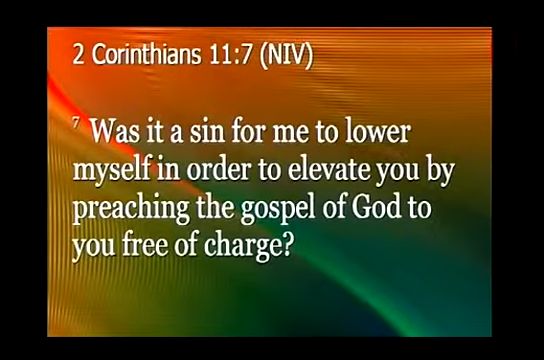 2 Corinthians 11:7 (NIV)
7 Was it a sin for me to lower
myself in order to elevate you by
preaching the gospel of God to
you free of charge?